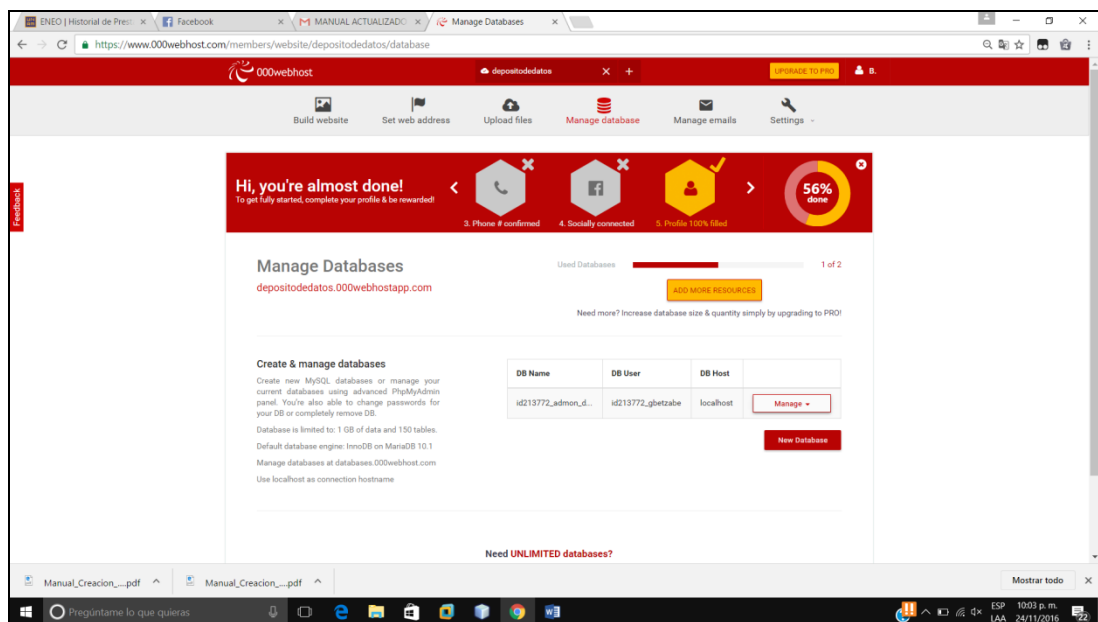 ENEO | Historial de Prest
Facebook
MANUAL ACTUALIZADO
Manage Databases
https://www.000webhost.com/members/website/depositodedatos/database
000webhost
depositodedatos
UPGRADE TO PRO
B.
Build website
Set web address
Upload files
Manage database
Manage emails
Settings
Feedback
Hi, you're almost done!
To get fully started, complete your profile & be rewarded!
3. Phone # confirmed
4. Socially connected
5. Profile 100% filled
56%
done
Manage Databases
depositodedatos.000webhostapp.com
Used Databases
1 of 2
ADD MORE RESOURCES
Need more? Increase database size & quantity simply by upgrading to PRO!
Create & manage databases
Create new MySQL databases or manage your
current databases using advanced PhpMyAdmin
panel. You're also able to change passwords for
your DB or completely remove DB.
Database is limited to: 1 GB of data and 150 tables.
Default database engine: InnoDB on MariaDB 10.1
Manage databases at databases.000webhost.com
Use localhost as connection hostname
DB Name DB User DB Host
id213772_admon_d... id213772_gbetzabe localhost Manage
New Database
Need UNLIMITED databases?
Manual_Creacion_....pdf
Manual_Creacion_....pdf
Mostrar todo
Pregúntame lo que quieras
ESP
LAA
10:03 p. m.
24/11/2016
22